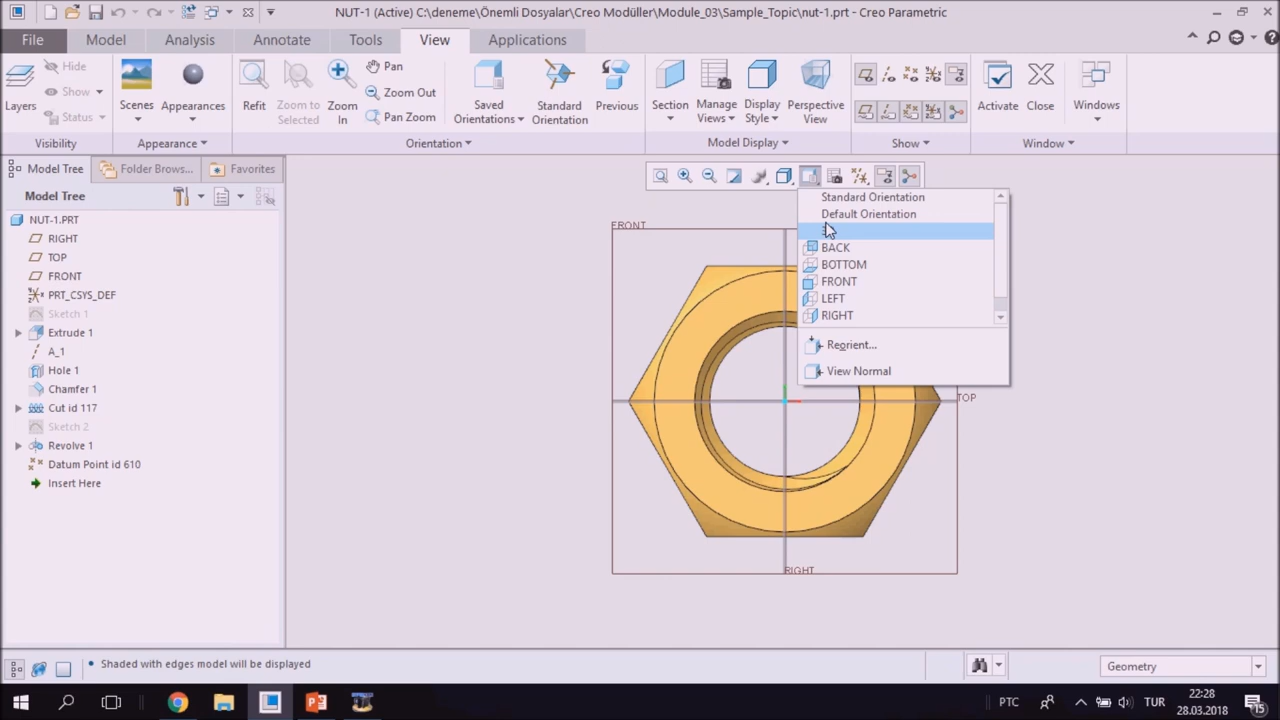 NUT-1 (Active) C:\deneme\Önemli Dosyalar\Creo Modüller\Module_03\Sample_Topic\nut-1.prt - Creo Parametric
File Model Analysis Annotate Tools View Applications
Hide
Show
Status
Layers
Visibility
Scenes
Appearances
Appearance
Refit
Zoom to Selected
Zoom In
Pan
Zoom Out
Pan Zoom
Saved Orientations
Standard Orientation
Previous
Orientation
Section
Manage Views
Display Style
Perspective View
Model Display
Show
Activate
Close
Windows
Window
Model Tree
Folder Brows...
Favorites
Model Tree
NUT-1.PRT
RIGHT
TOP
FRONT
PRT_CSYS_DEF
Sketch 1
Extrude 1
A_1
Hole 1
Chamfer 1
Cut id 117
Sketch 2
Revolve 1
Datum Point id 610
Insert Here
Standard Orientation
Default Orientation
BACK
BOTTOM
FRONT
LEFT
RIGHT
Reorient...
View Normal
FRONT
TOP
RIGHT
• Shaded with edges model will be displayed
Geometry
PTC
TUR
22:28
28.03.2018
15